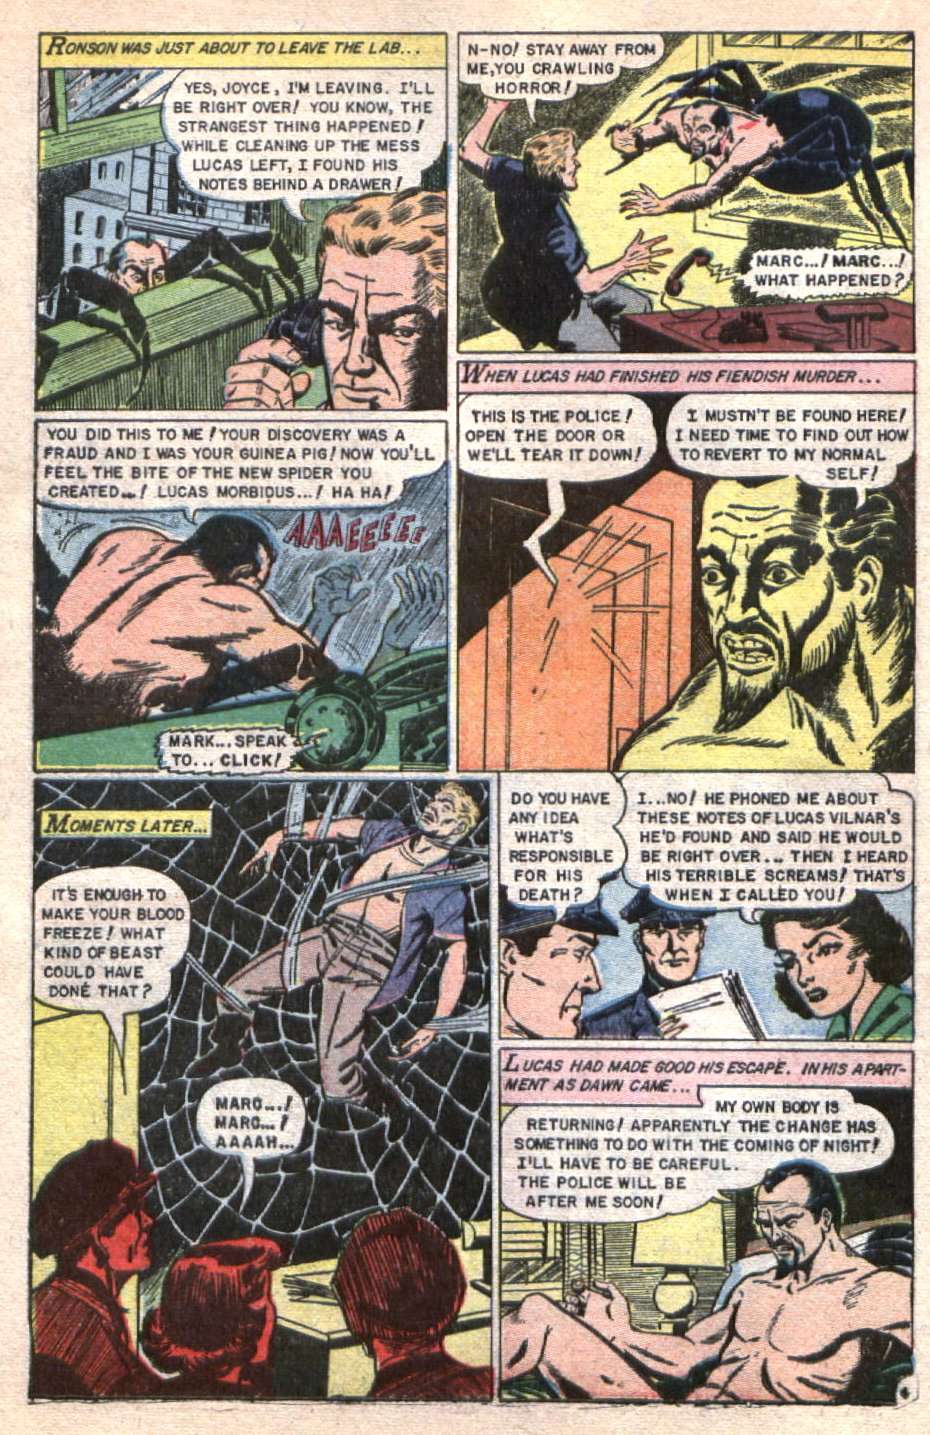 RONSON WAS JUST ABOUT TO LEAVE THE LAB...
YES, JOYCE, I'M LEAVING. I'LL
BE RIGHT OVER! YOU KNOW, THE
STRANGEST THING HAPPENED!
WHILE CLEANING UP THE MESS
LUCAS LEFT, I FOUND HIS
NOTES BEHIND A DRAWER!
N-NO! STAY AWAY FROM
ME, YOU CRAWLING
HORROR!
MARC...! MARC...!
WHAT HAPPENED?
YOU DID THIS TO ME! YOUR DISCOVERY WAS A
FRAUD AND I WAS YOUR GUINEA PIG! NOW YOU'LL
FEEL THE BITE OF THE NEW SPIDER YOU
CREATED...! LUCAS MORBIDUS...! HA HA!
AAAEEEEE
MARK... SPEAK
TO... CLICK!
WHEN LUCAS HAD FINISHED HIS FIENDISH MURDER...
THIS IS THE POLICE!
OPEN THE DOOR OR
WE'LL TEAR IT DOWN!
I MUSTN'T BE FOUND HERE!
I NEED TIME TO FIND OUT HOW
TO REVERT TO MY NORMAL
SELF!
MOMENTS LATER...
IT'S ENOUGH TO
MAKE YOUR BLOOD
FREEZE! WHAT
KIND OF BEAST
COULD HAVE
DONE THAT?
MARC...!
MARC...!
AAAAH...
DO YOU HAVE
ANY IDEA
WHAT'S
RESPONSIBLE
FOR HIS
DEATH?
I...NO! HE PHONED ME ABOUT
THESE NOTES OF LUCAS VILNAR'S
HE'D FOUND AND SAID HE WOULD
BE RIGHT OVER... THEN I HEARD
HIS TERRIBLE SCREAMS! THAT'S
WHEN I CALLED YOU!
LUCAS HAD MADE GOOD HIS ESCAPE. IN HIS APART-
MENT AS DAWN CAME...
MY OWN BODY IS
RETURNING! APPARENTLY THE CHANGE HAS
SOMETHING TO DO WITH THE COMING OF NIGHT!
I'LL HAVE TO BE CAREFUL.
THE POLICE WILL BE
AFTER ME SOON!